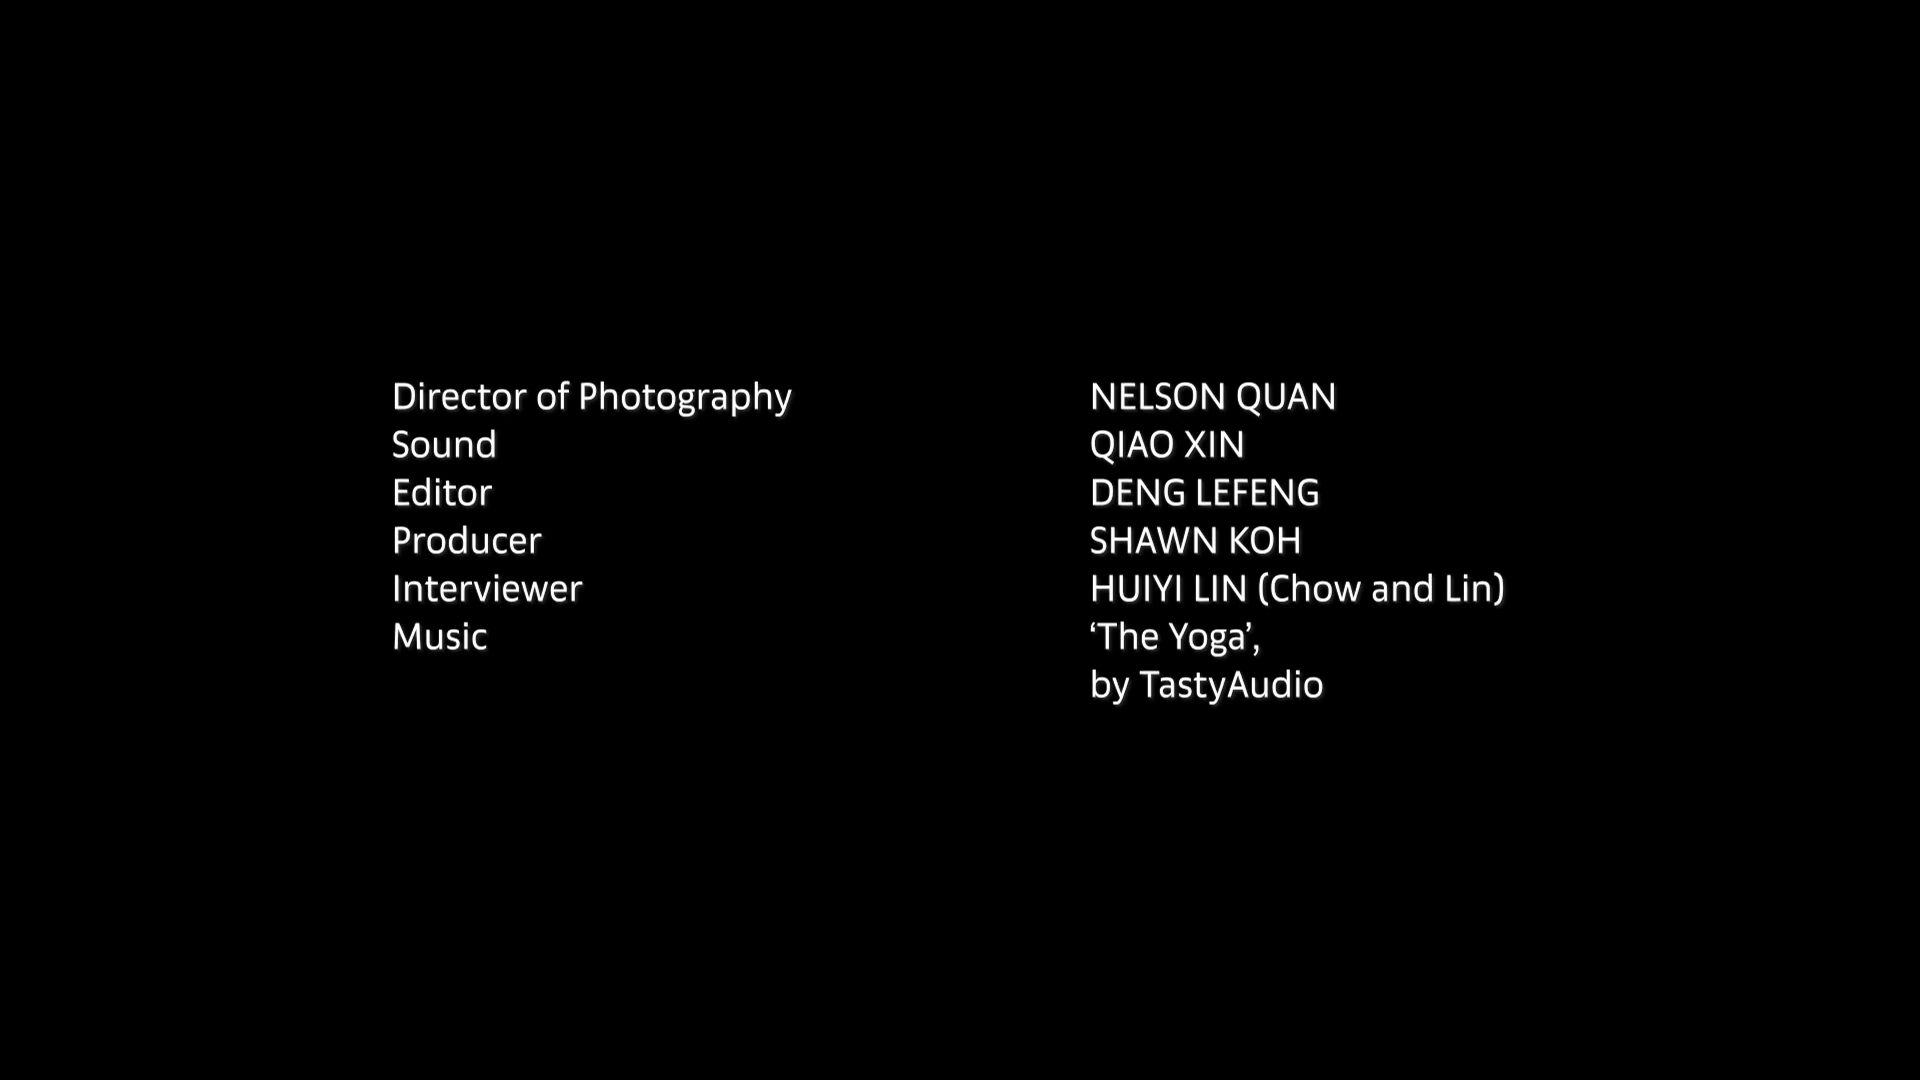 Director of Photography NELSON QUAN
Sound QIAO XIN
Editor DENG LEFENG
Producer SHAWN KOH
Interviewer HUIYI LIN (Chow and Lin)
Music ‘The Yoga’,
by TastyAudio